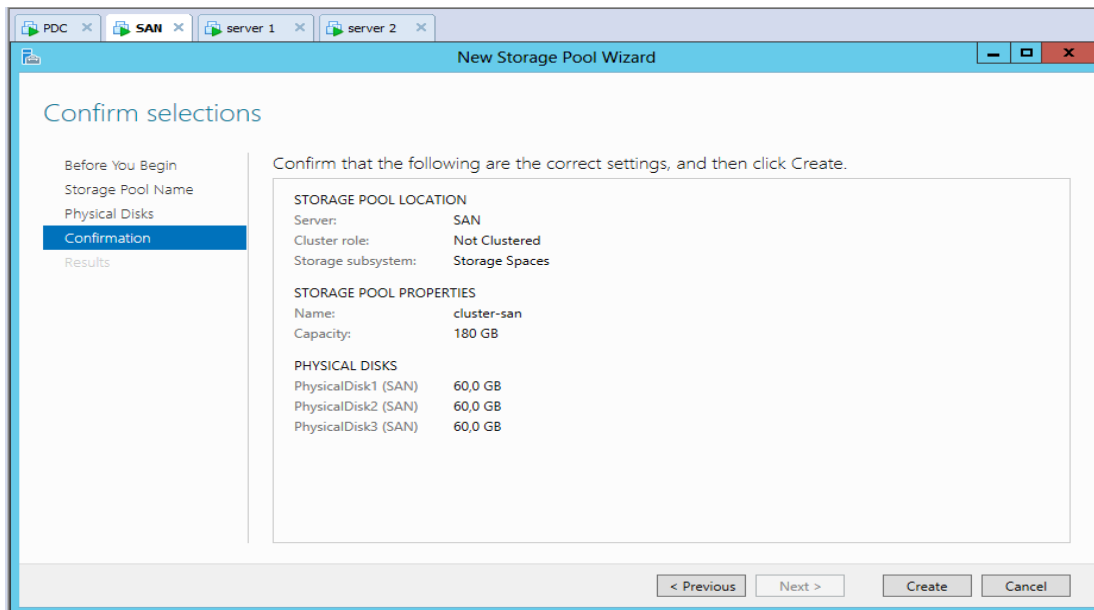 PDC SAN server 1 server 2
New Storage Pool Wizard
Confirm selections
Before You Begin
Storage Pool Name
Physical Disks
Confirmation
Results
Confirm that the following are the correct settings, and then click Create.
STORAGE POOL LOCATION
Server: SAN
Cluster role: Not Clustered
Storage subsystem: Storage Spaces
STORAGE POOL PROPERTIES
Name: cluster-san
Capacity: 180 GB
PHYSICAL DISKS
PhysicalDisk1 (SAN) 60,0 GB
PhysicalDisk2 (SAN) 60,0 GB
PhysicalDisk3 (SAN) 60,0 GB
< Previous Next > Create Cancel